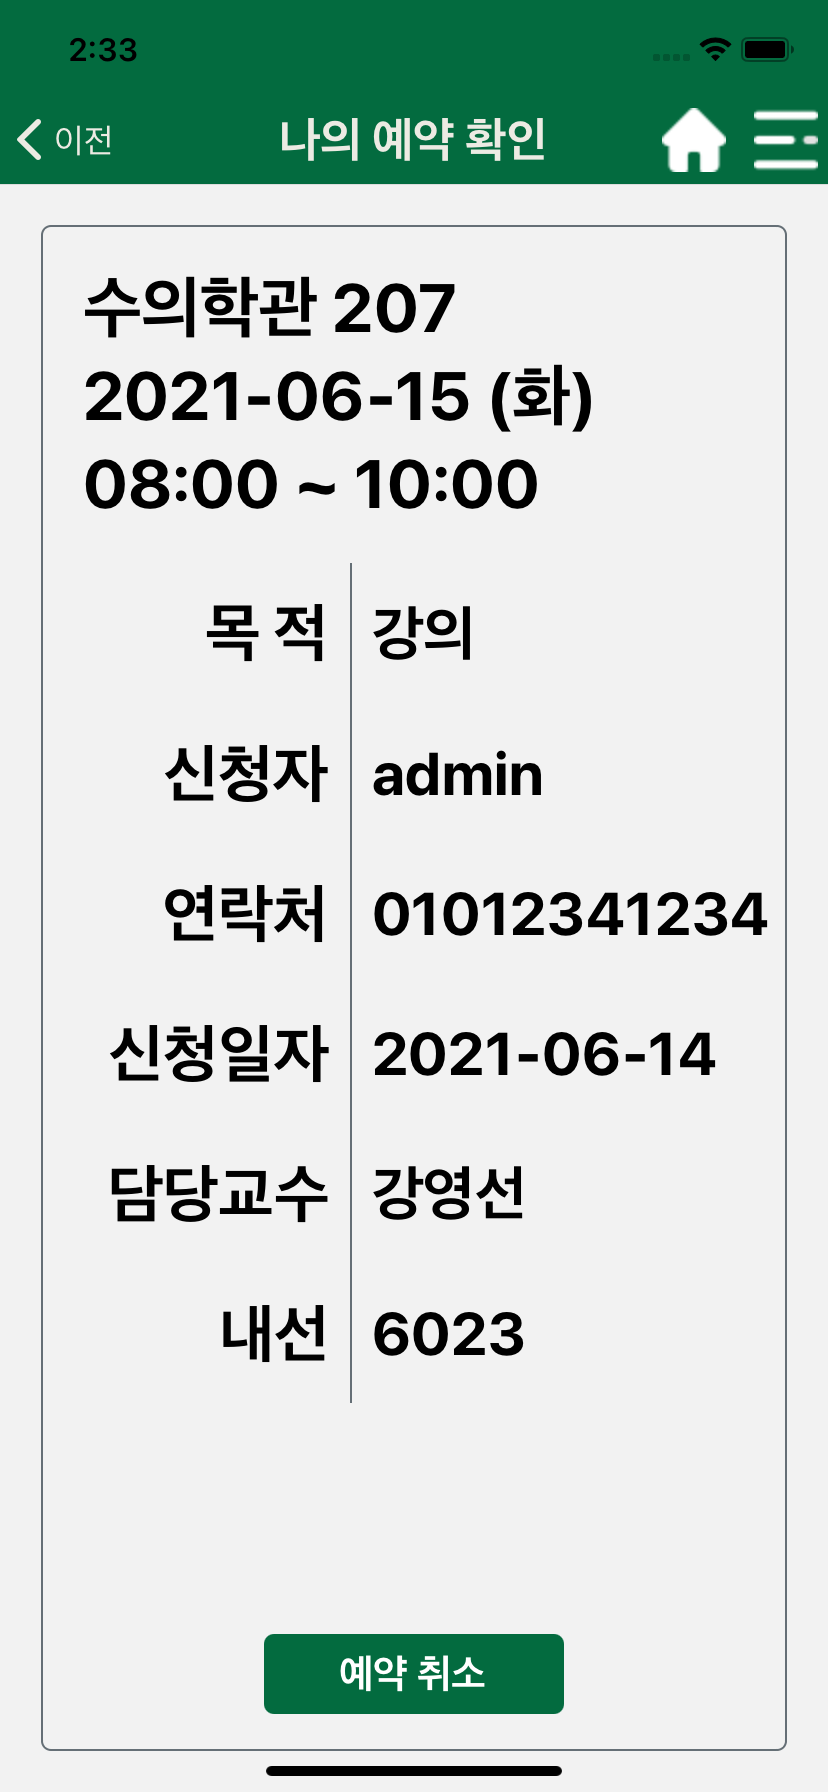 2:33
이전
나의 예약 확인
수의학관 207
2021-06-15 (화)
08:00 ~ 10:00
목 적 강의
신청자 admin
연락처 01012341234
신청일자 2021-06-14
담당교수 강영선
내선 6023
예약 취소